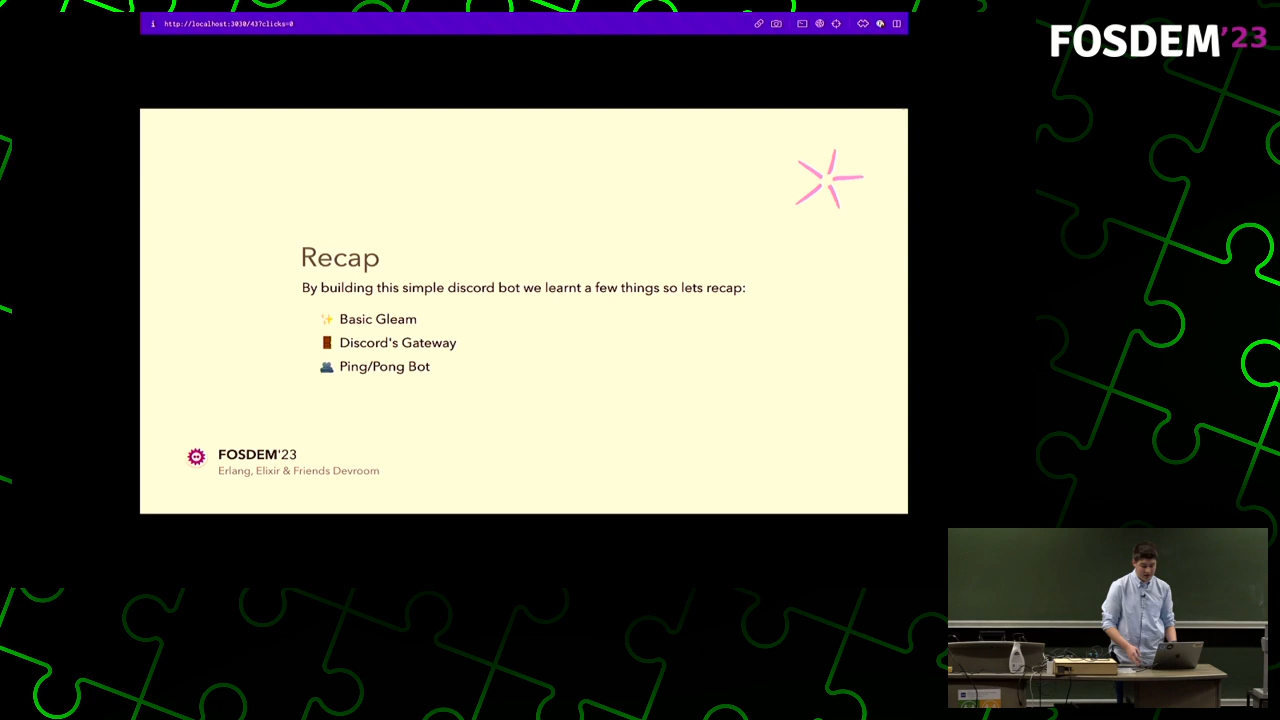 http://localhost:3030/43?clicks=0
FOSDEM'23
Recap
By building this simple discord bot we learnt a few things so lets recap:
Basic Gleam
Discord's Gateway
Ping/Pong Bot
FOSDEM'23
Erlang, Elixir & Friends Devroom